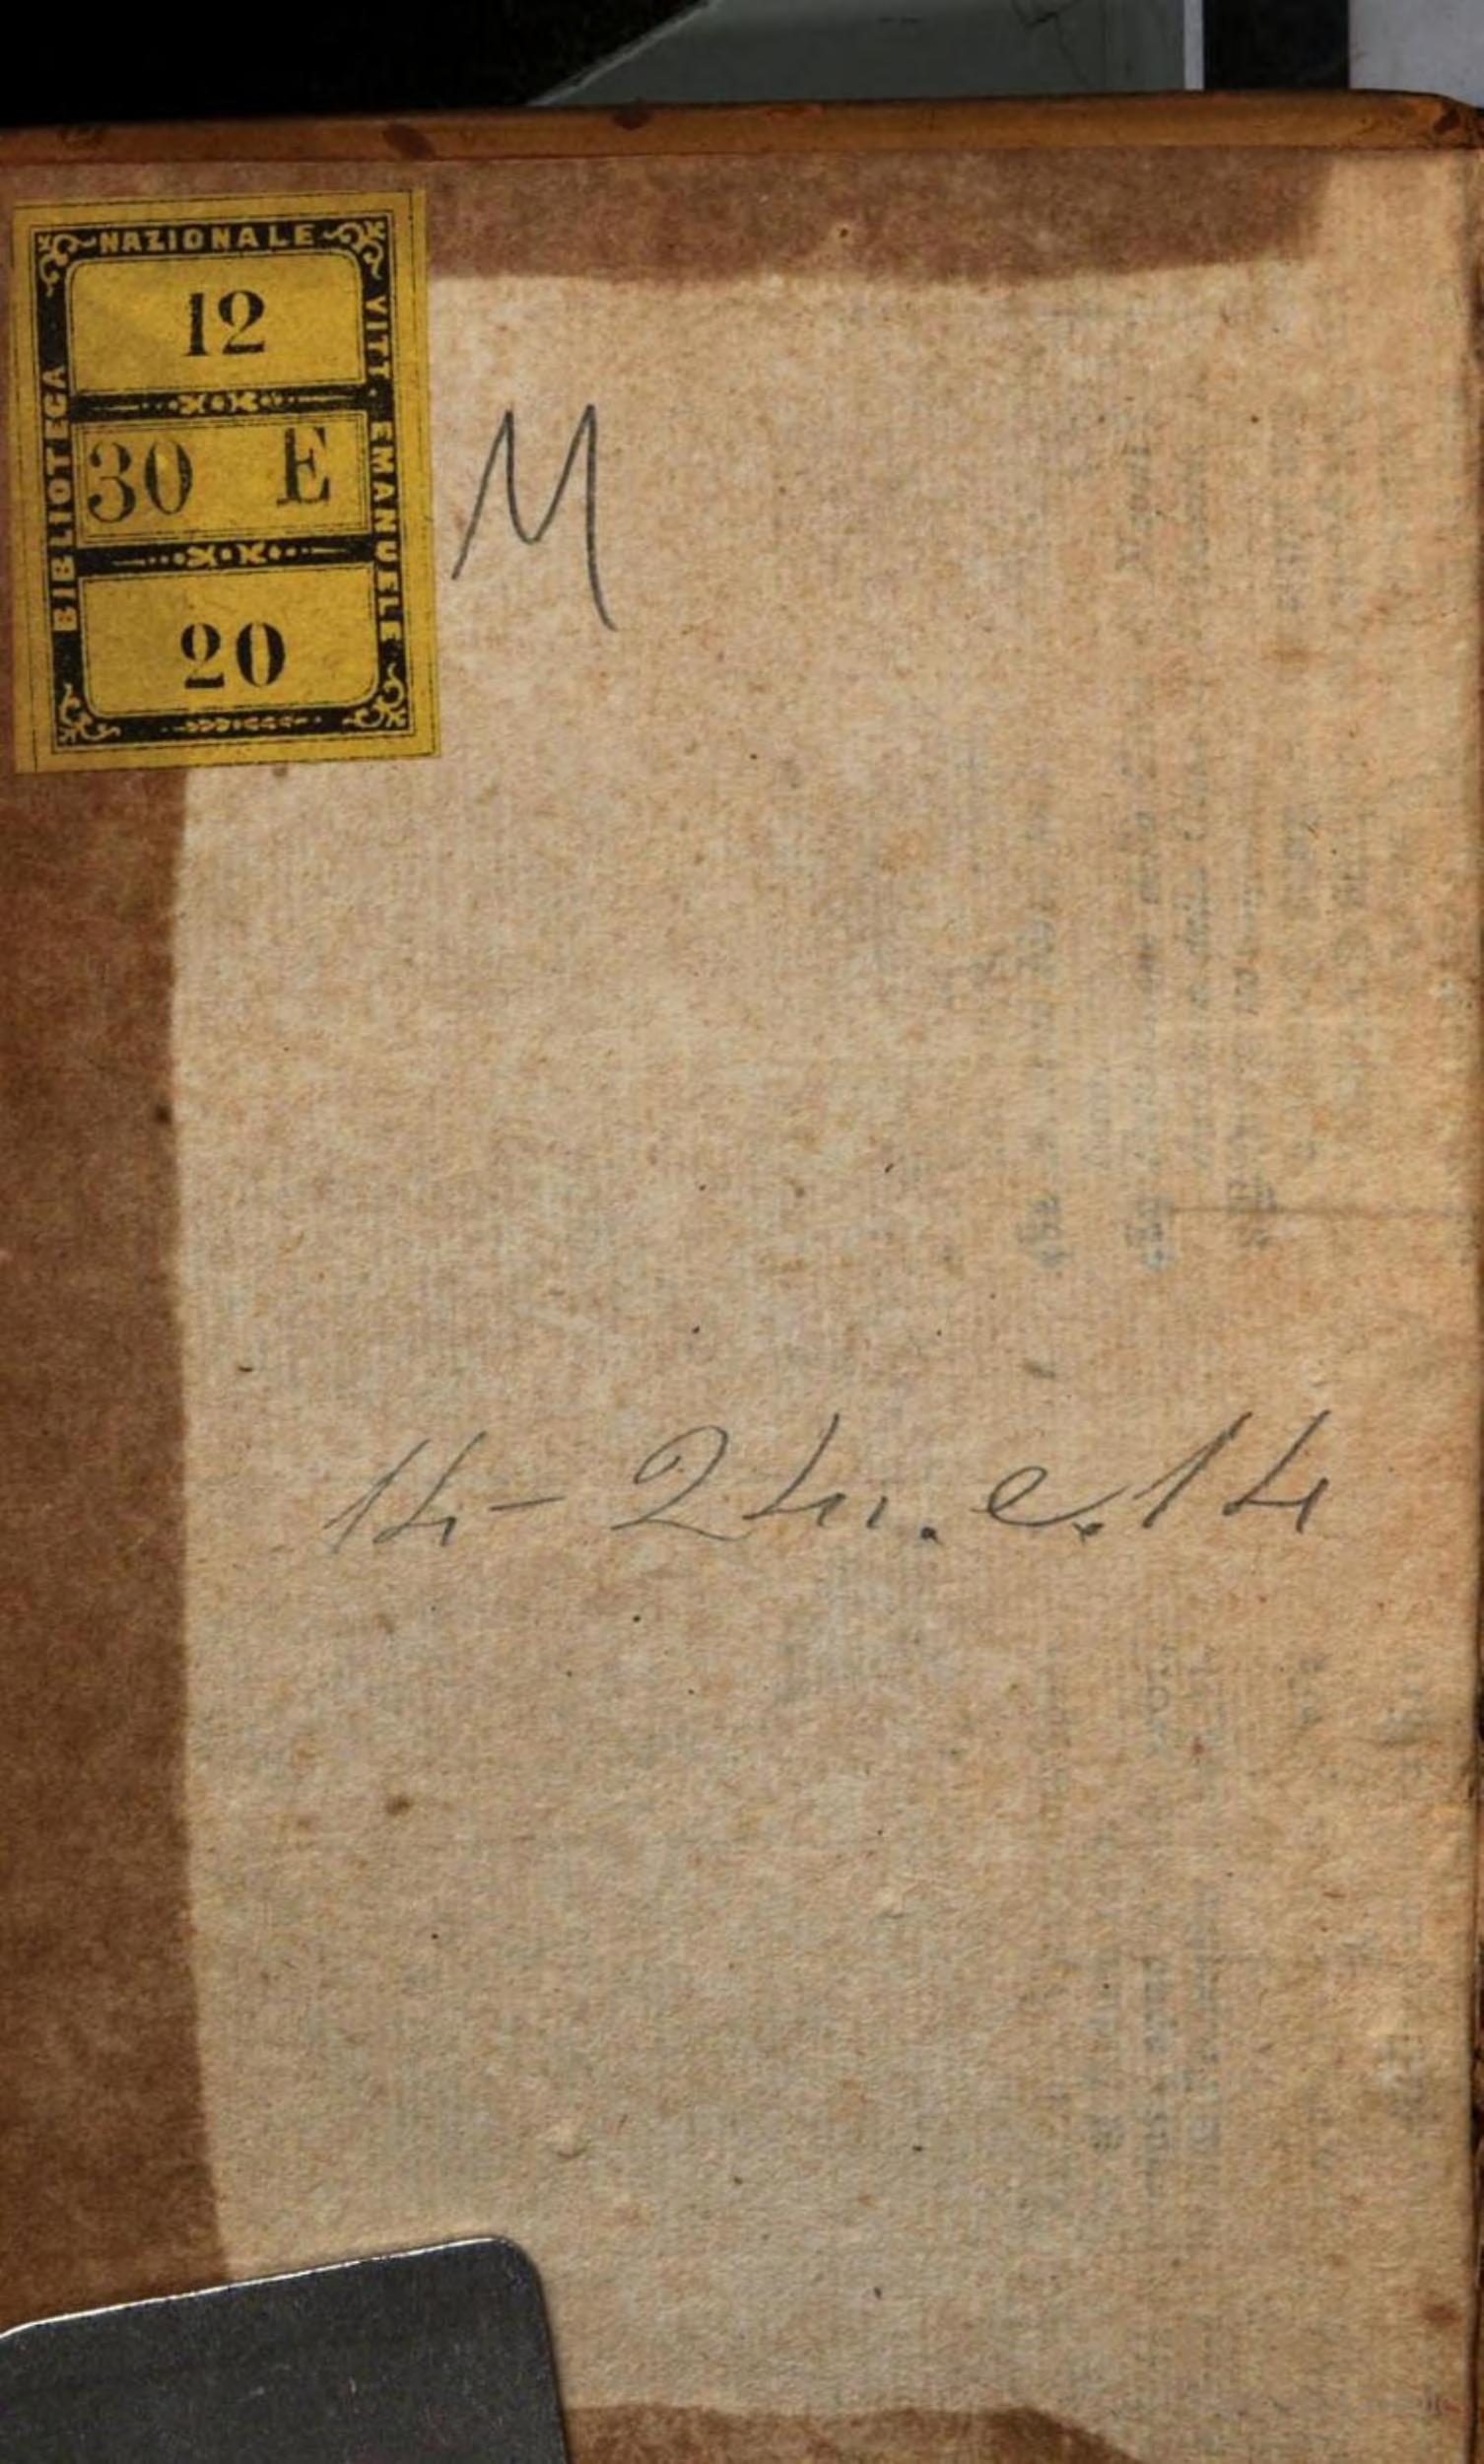 BIBLIOTECA NAZIONALE VITT. EMANUELE
12
30 E
20
M
14-24.e.14